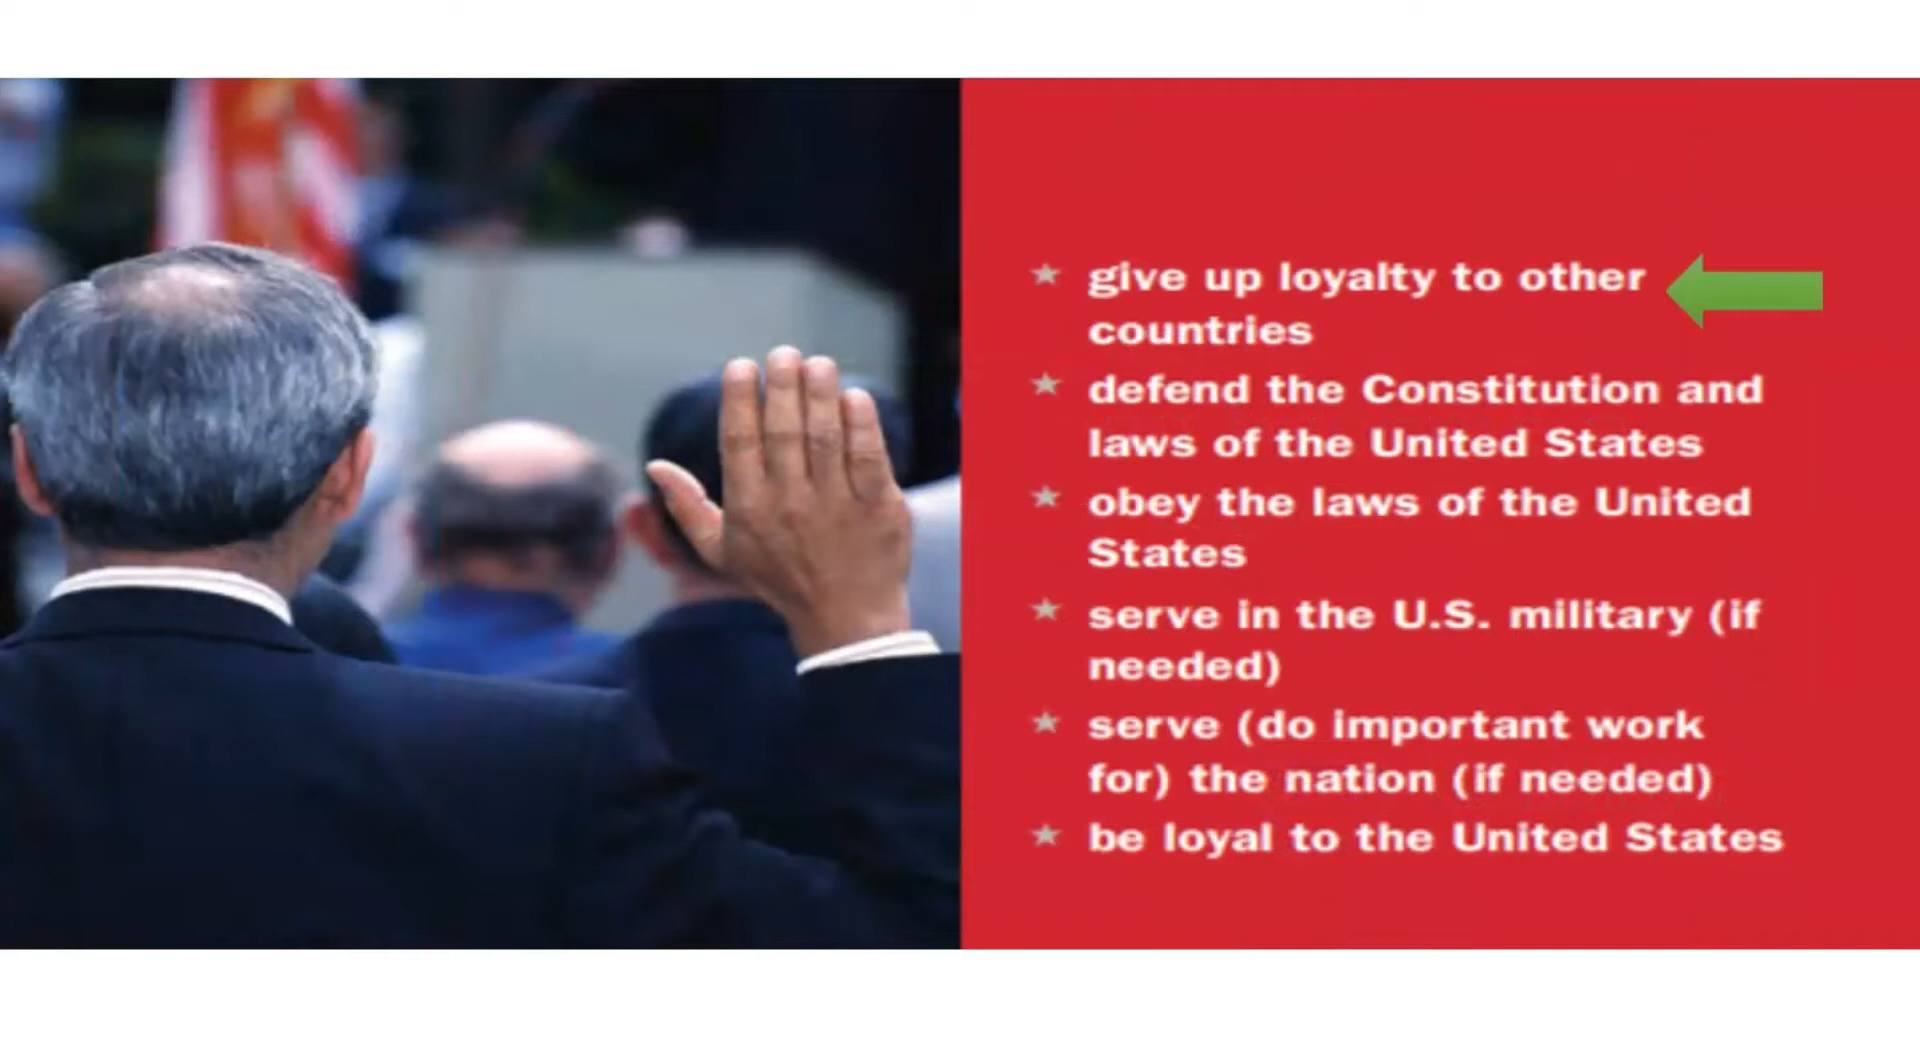 give up loyalty to other
countries
defend the Constitution and
laws of the United States
obey the laws of the United
States
serve in the U.S. military (if
needed)
serve (do important work
for) the nation (if needed)
be loyal to the United States